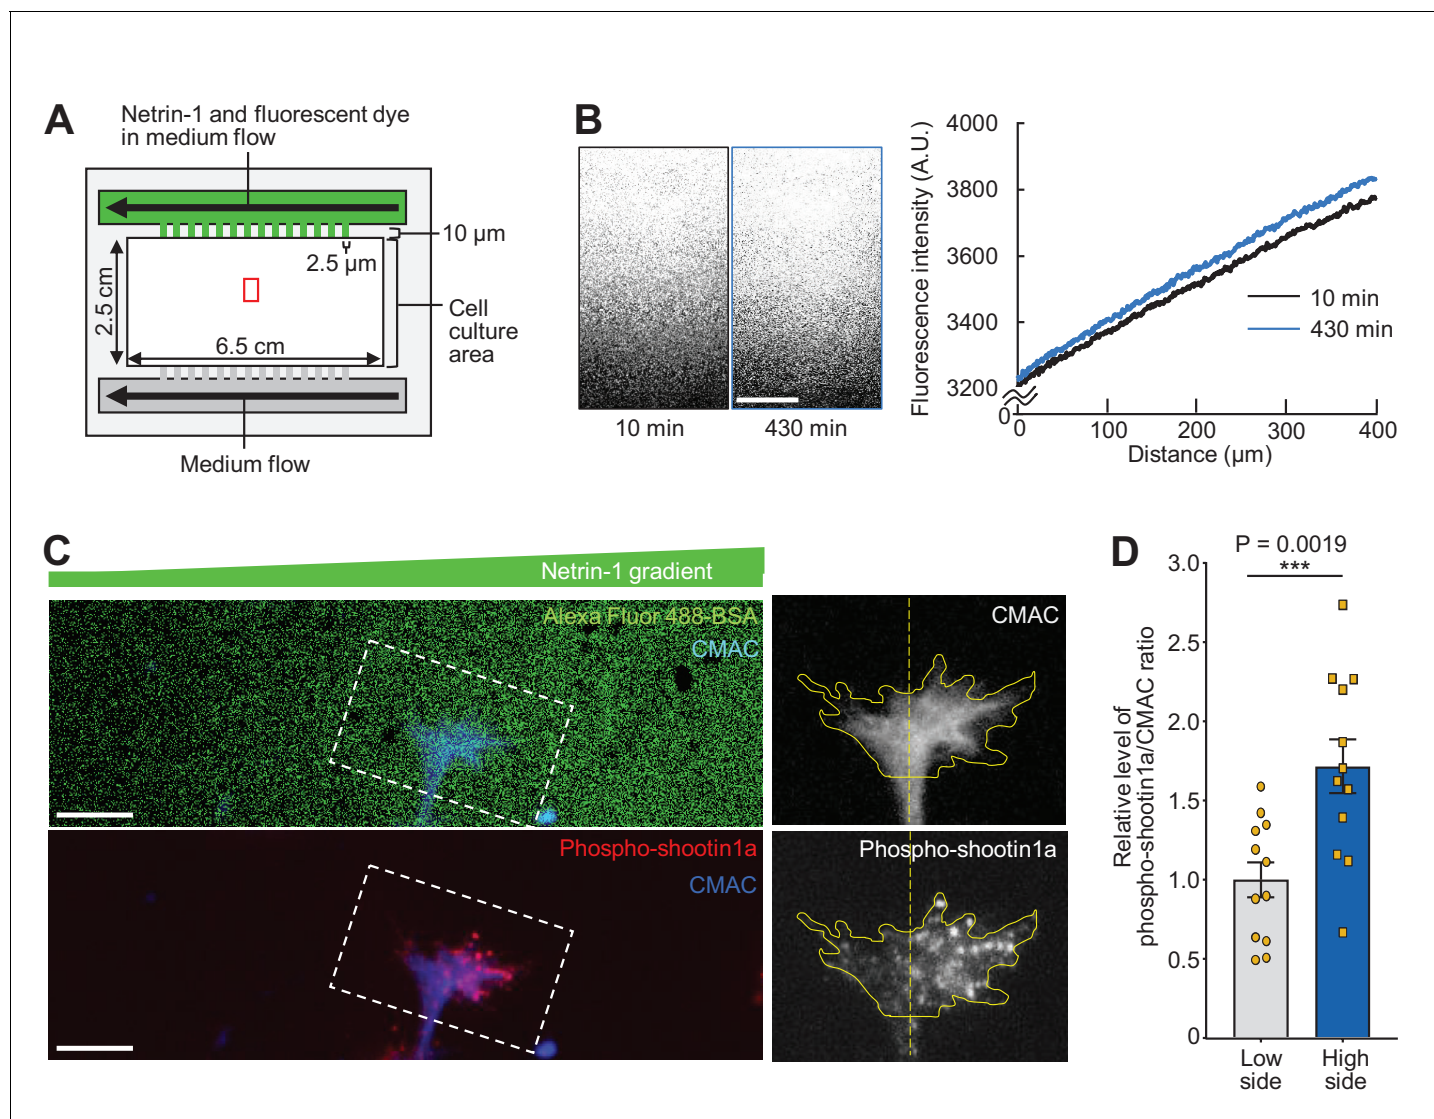 A
Netrin-1 and fluorescent dye
in medium flow
10 µm
2.5 µm
2.5 cm
6.5 cm
Cell
culture
area
Medium flow
B
10 min
430 min
Fluorescence intensity (A.U.)
4000
3800
3600
3400
3200
0
0
100
200
300
400
Distance (µm)
10 min
430 min
C
Netrin-1 gradient
Alexa Fluor 488-BSA
CMAC
CMAC
Phospho-shootin1a
CMAC
Phospho-shootin1a
D
P = 0.0019
***
Relative level of
phospho-shootin1a/CMAC ratio
3.0
2.5
2.0
1.5
1.0
0.5
0
Low
side
High
side